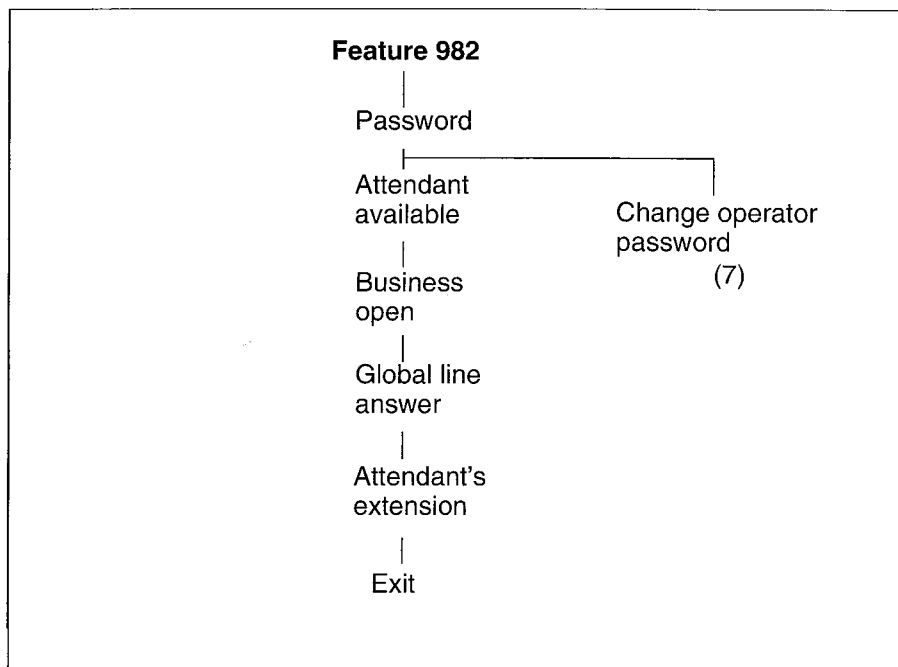 Feature 982
Password
Attendant
available
Change operator
password
(7)
Business
open
Global line
answer
Attendant's
extension
Exit